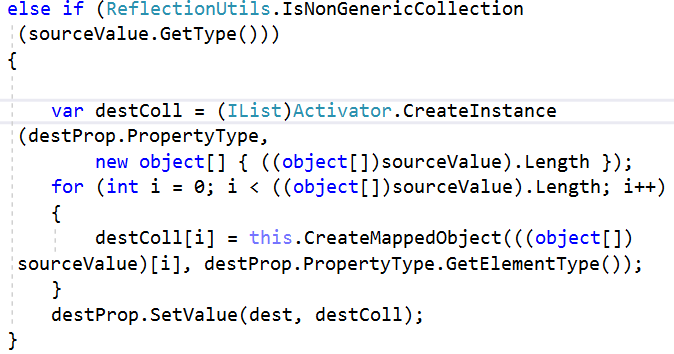 else if (ReflectionUtils.IsNonGenericCollection
(sourceValue.GetType()))
{
var destColl = (IList)Activator.CreateInstance
(destProp.PropertyType,
new object[] { ((object[])sourceValue).Length });
for (int i = 0; i < ((object[])sourceValue).Length; i++)
{
destColl[i] = this.CreateMappedObject(((object[])
sourceValue)[i], destProp.PropertyType.GetElementType());
}
destProp.SetValue(dest, destColl);
}